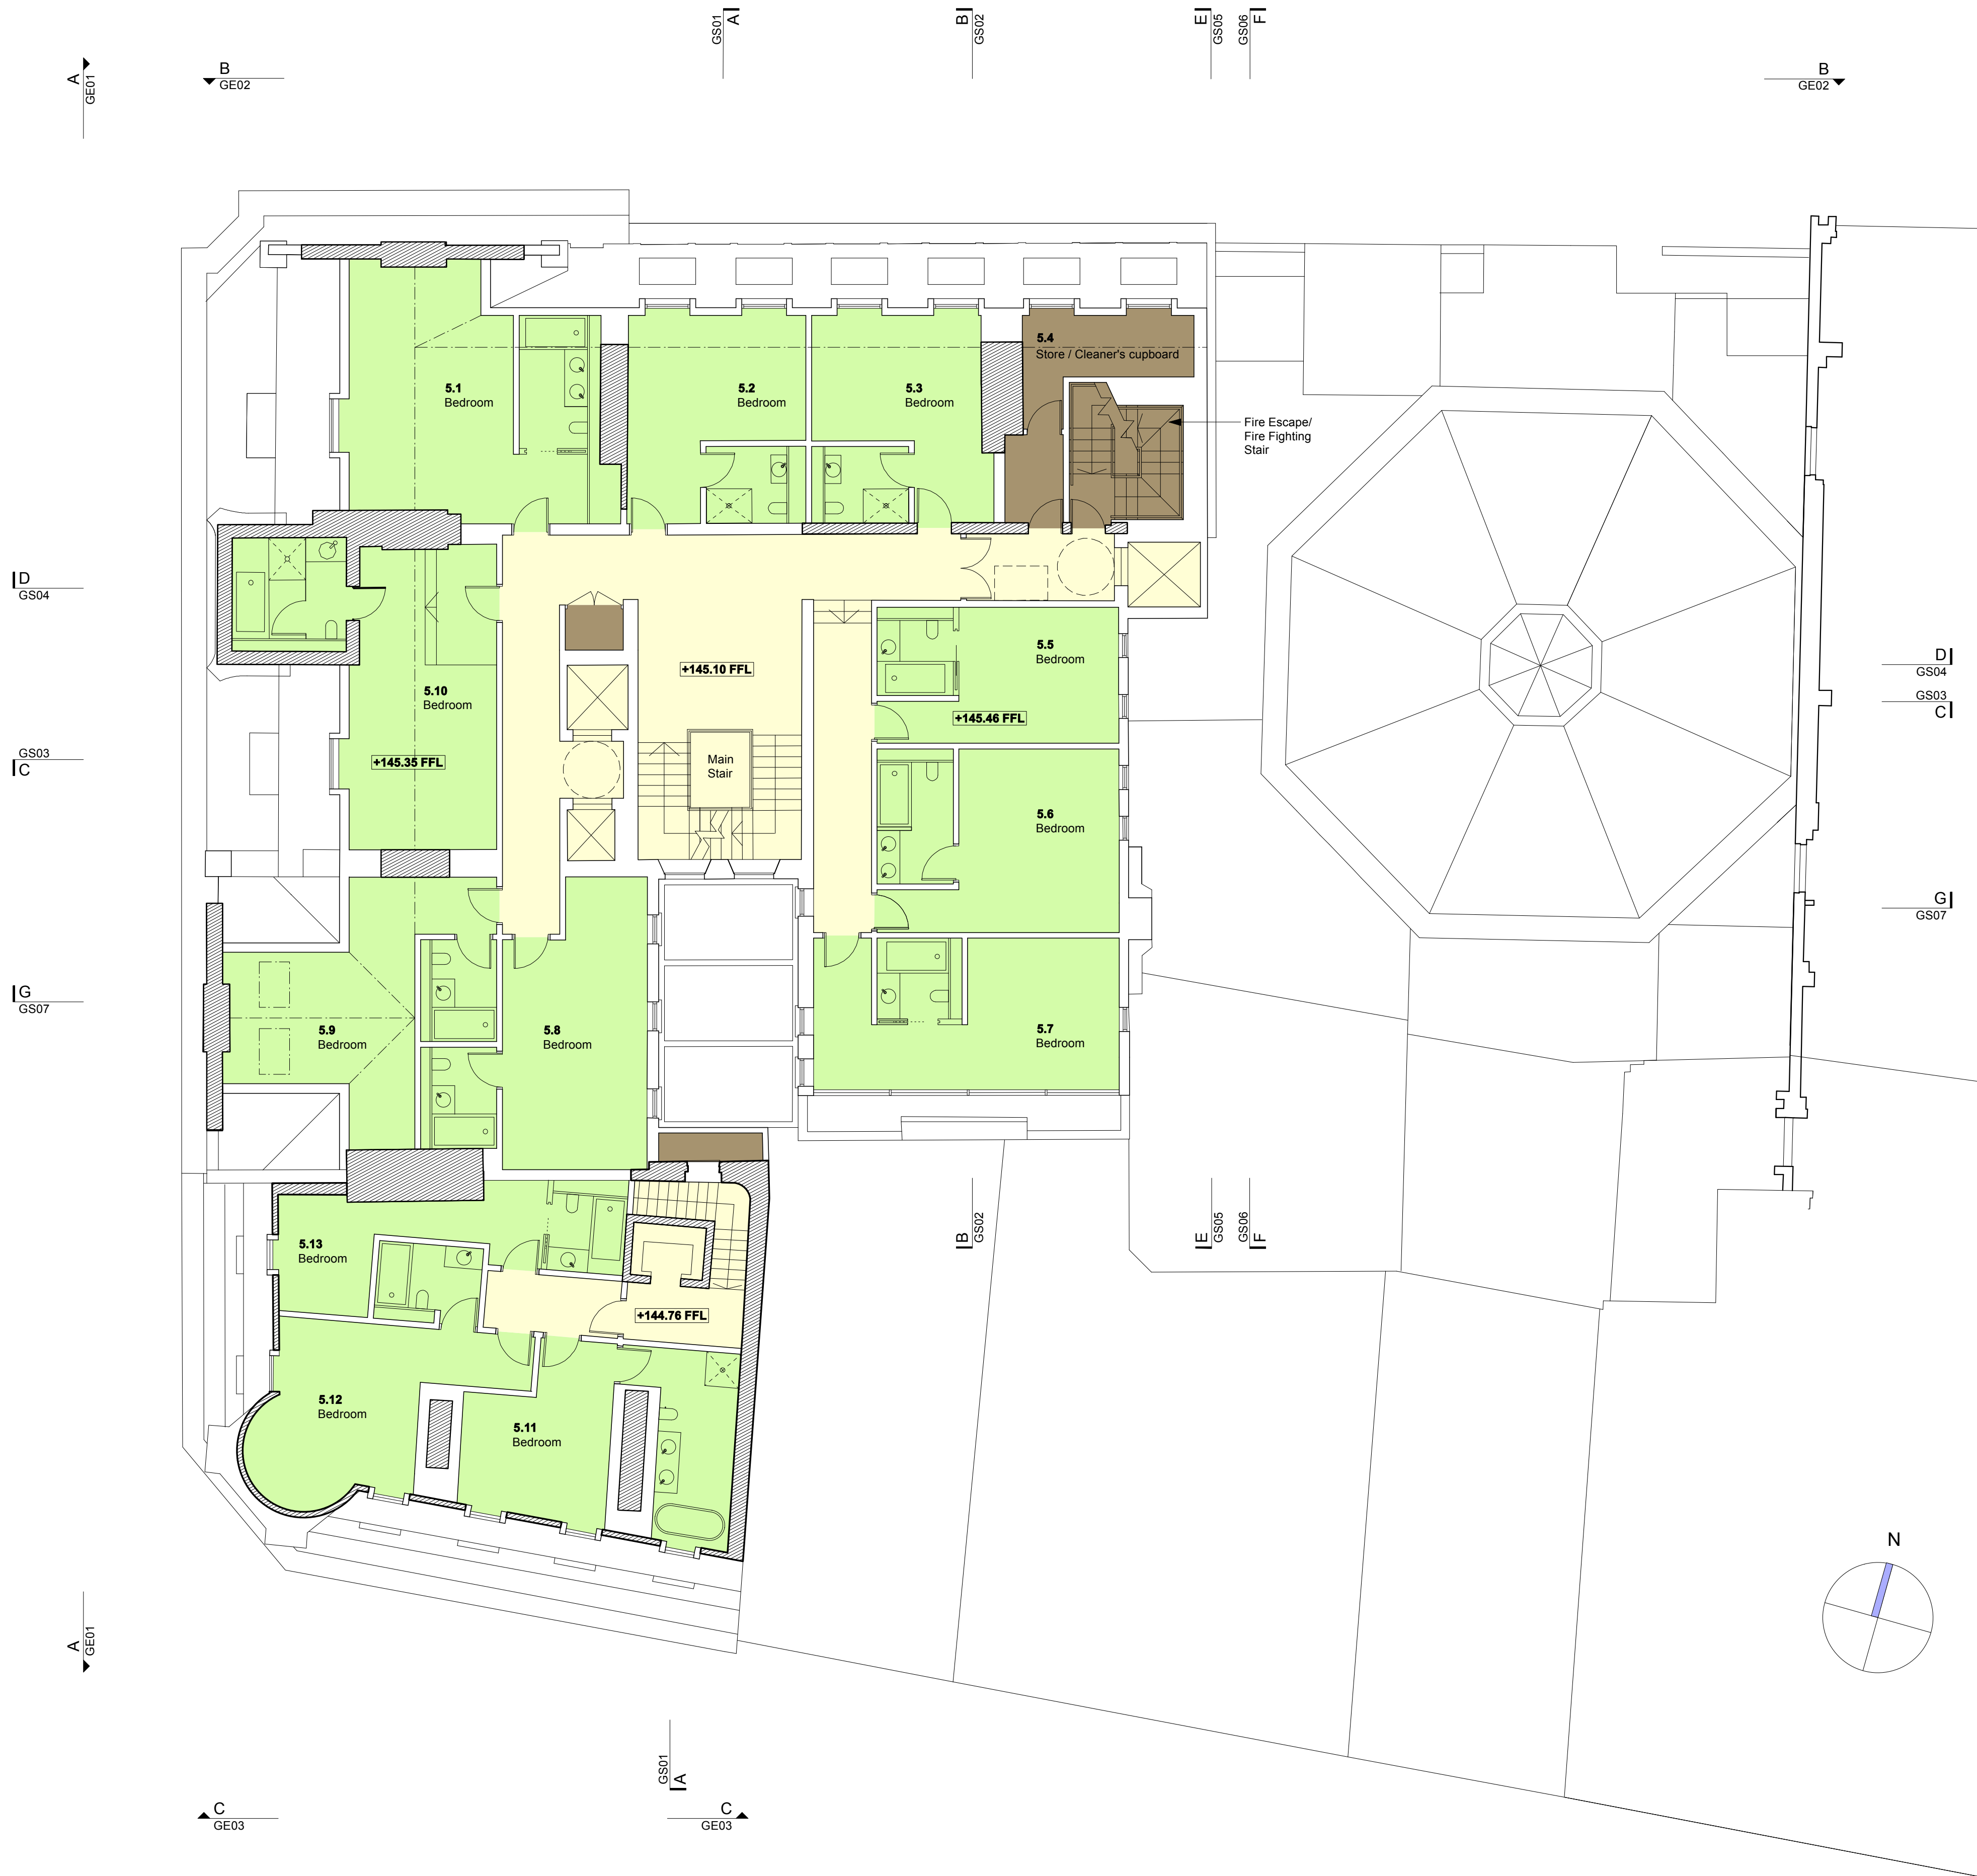 GS01
A
B
GS02
E
GS05
GS06
F
A
GE01
B
GE02
B
GE02
5.1
Bedroom
5.2
Bedroom
5.3
Bedroom
5.4
Store / Cleaner's cupboard
Fire Escape/
Fire Fighting
Stair
D
GS04
5.10
Bedroom
+145.10 FFL
5.5
Bedroom
+145.46 FFL
D
GS04
GS03
C
GS03
C
+145.35 FFL
Main
Stair
5.6
Bedroom
G
GS07
G
GS07
5.9
Bedroom
5.8
Bedroom
5.7
Bedroom
B
GS02
E
GS05
GS06
F
5.13
Bedroom
+144.76 FFL
5.12
Bedroom
5.11
Bedroom
N
A
GE01
GS01
A
C
GE03
C
GE03